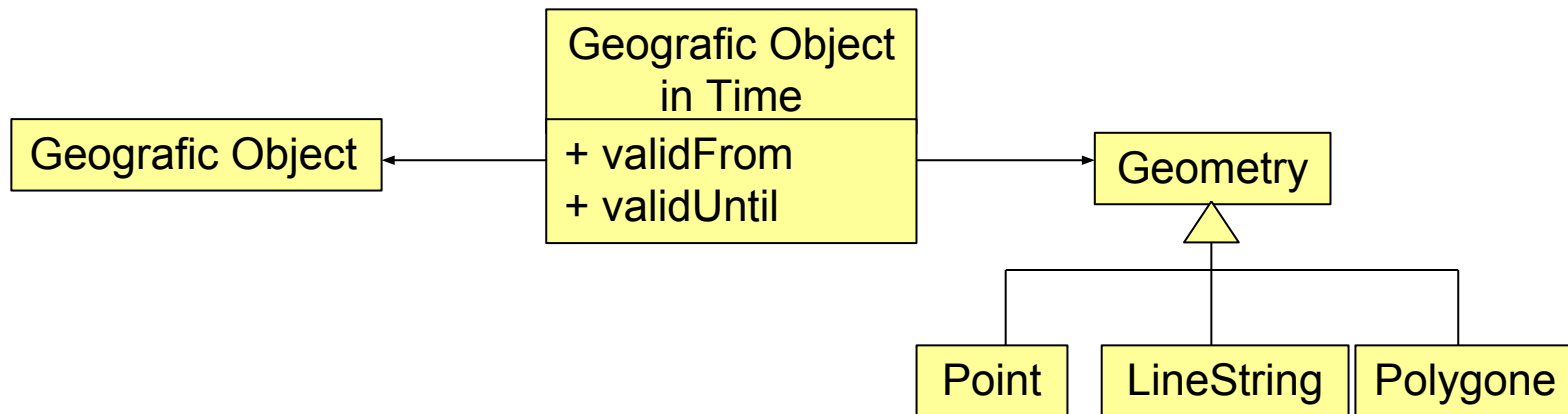 Geografic Object
in Time
+ validFrom
+ validUntil
Geografic Object
Geometry
Point
LineString
Polygone